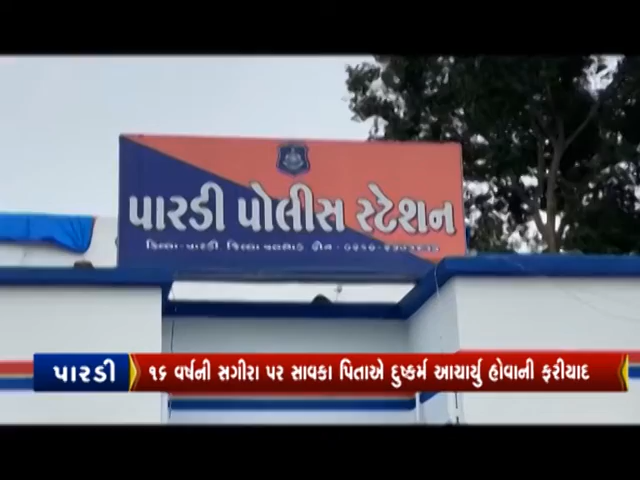 પારડી પોલીસ સ્ટેશન
પારડી
૧૬ વર્ષની સગીરા પર સાવકા પિતાએ દુષ્કર્મ આચાર્યુ હોવાની ફરીયાદ